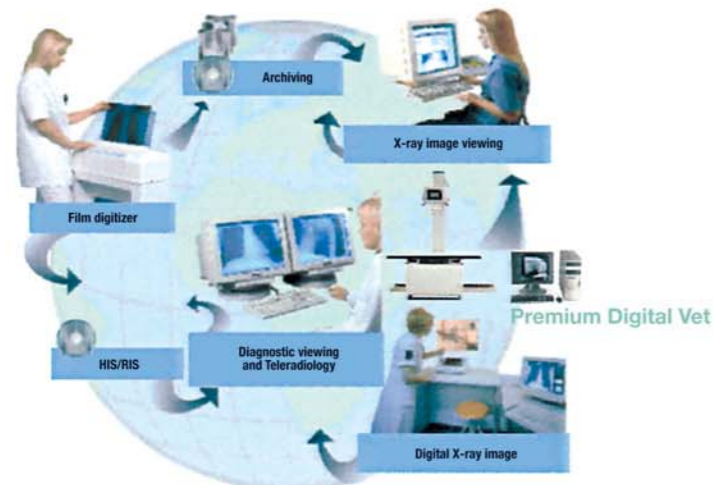 Archiving
X-ray image viewing
Film digitizer
Premium Digital Vet
HIS/RIS
Diagnostic viewing
and Teleradiology
Digital X-ray image